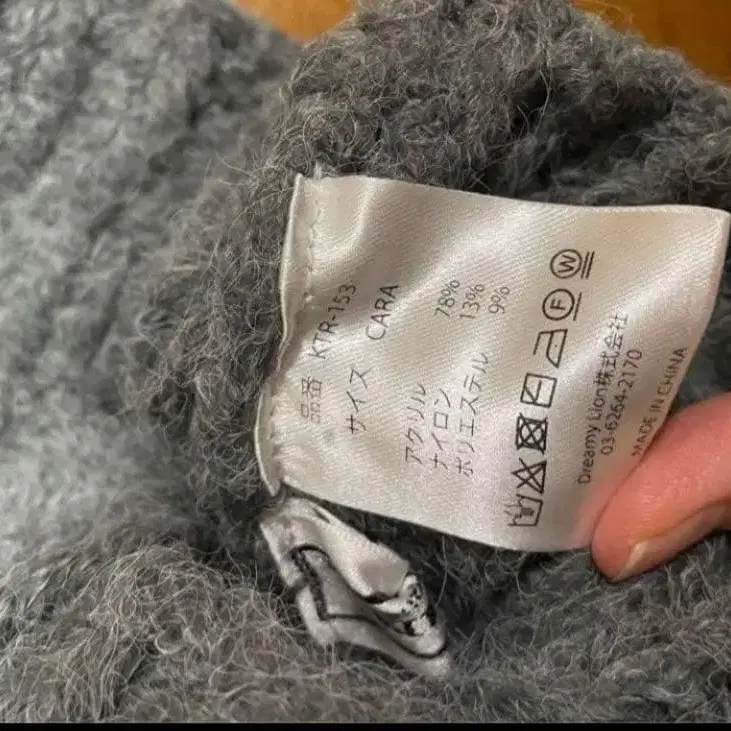 品番 KTR-153
サイズ CARA
アクリル 78%
ナイロン 13%
ポリエステル 9%
F W
Dreamy Lion株式会社
03-6264-2170
MADE IN CHINA